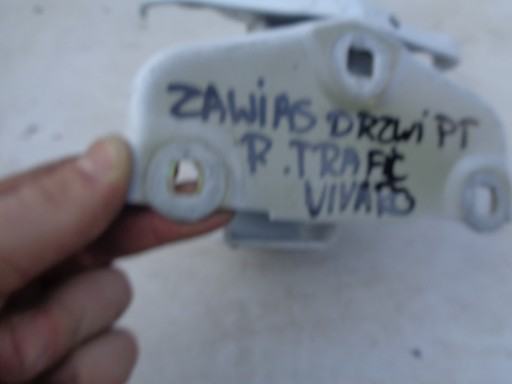 ZAWiAS DRZWi PT
R.TRAFIC
VIVARO